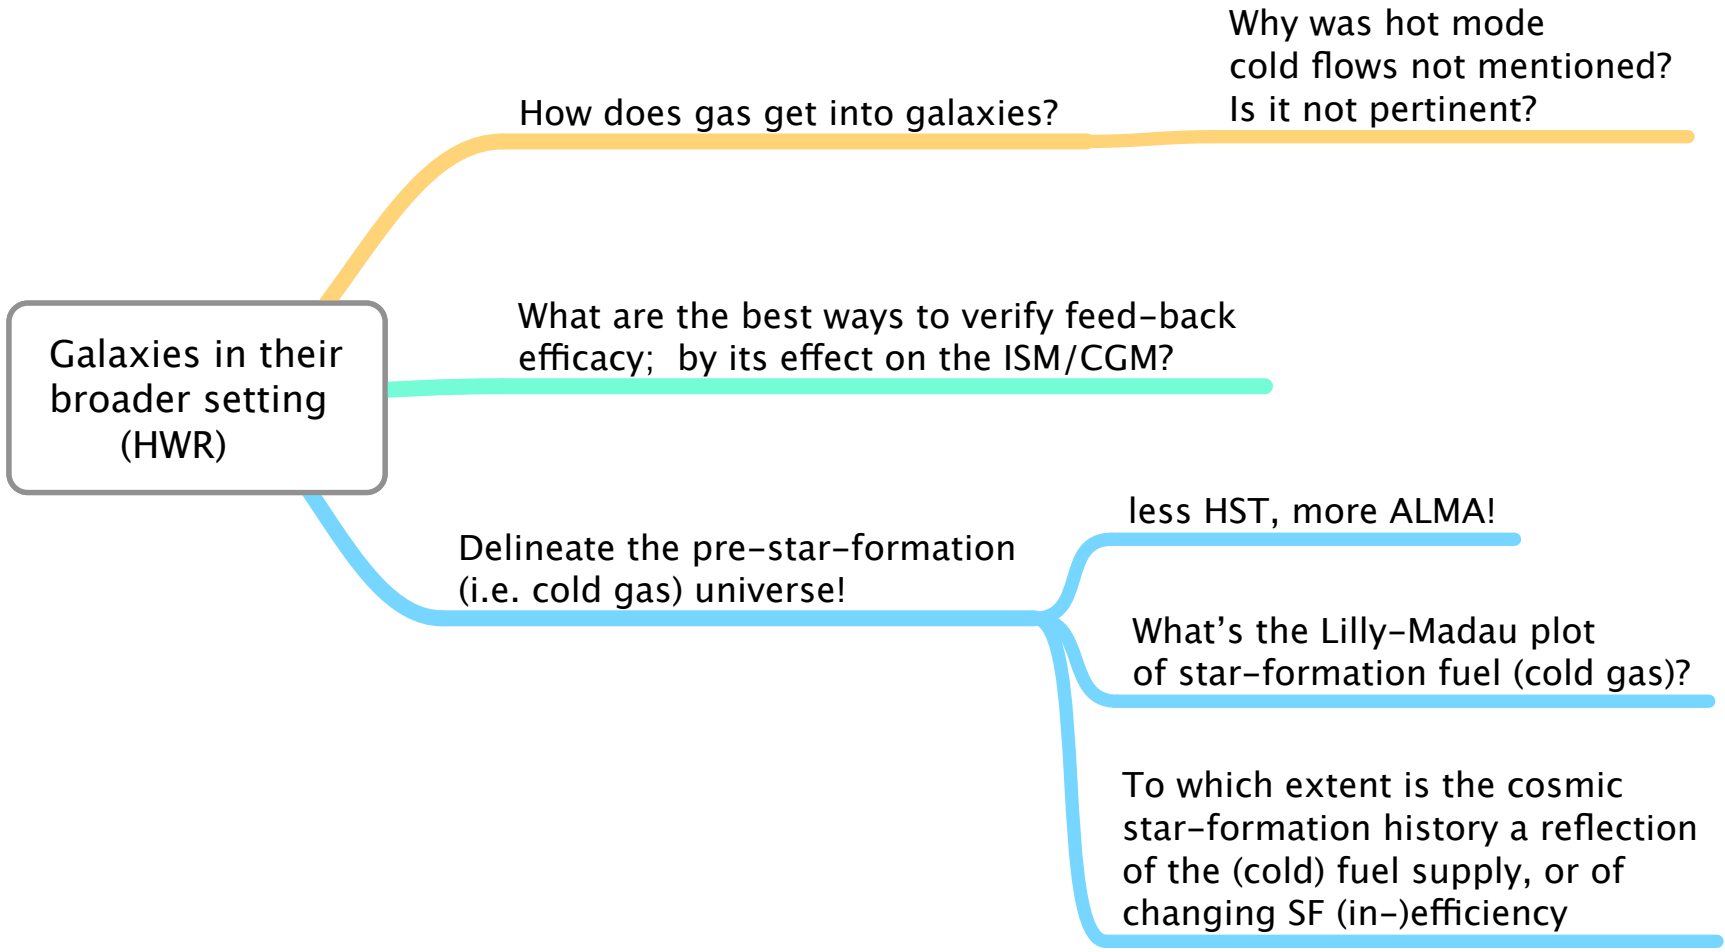 Why was hot mode
cold flows not mentioned?
Is it not pertinent?
How does gas get into galaxies?
What are the best ways to verify feed-back
efficacy;  by its effect on the ISM/CGM?
Galaxies in their
broader setting
(HWR)
less HST, more ALMA!
Delineate the pre-star-formation
(i.e. cold gas) universe!
What’s the Lilly-Madau plot
of star-formation fuel (cold gas)?
To which extent is the cosmic
star-formation history a reflection
of the (cold) fuel supply, or of
changing SF (in-)efficiency